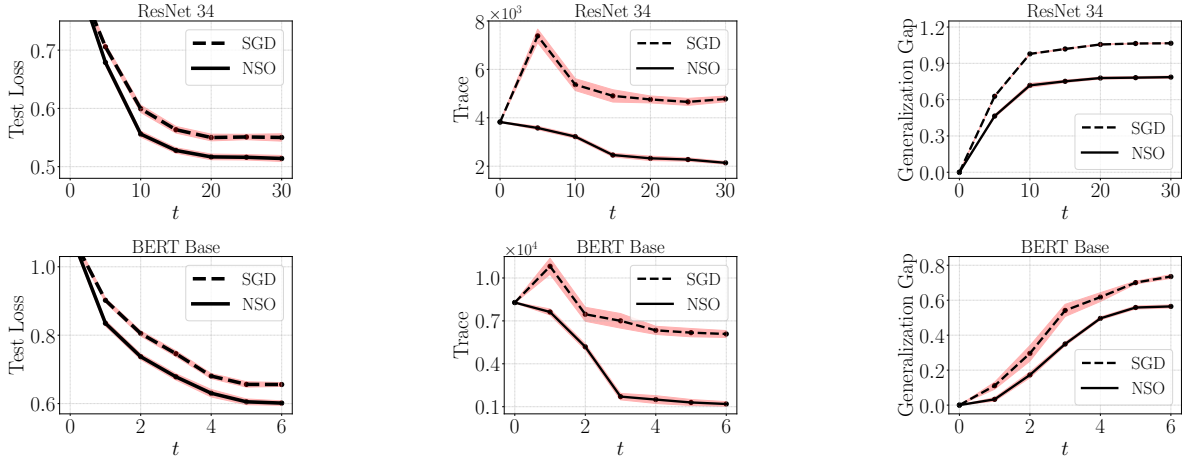 ResNet 34
Test Loss
0.7
0.6
0.5
SGD
NSO
0 10 20 30
t
ResNet 34
×10³
Trace
8
6
4
2
SGD
NSO
0 10 20 30
t
ResNet 34
Generalization Gap
1.2
0.9
0.6
0.3
0.0
SGD
NSO
0 10 20 30
t
BERT Base
Test Loss
1.0
0.8
0.6
SGD
NSO
0 2 4 6
t
BERT Base
×10⁴
Trace
1.0
0.7
0.4
0.1
SGD
NSO
0 2 4 6
t
BERT Base
Generalization Gap
0.8
0.6
0.4
0.2
0.0
SGD
NSO
0 2 4 6
t